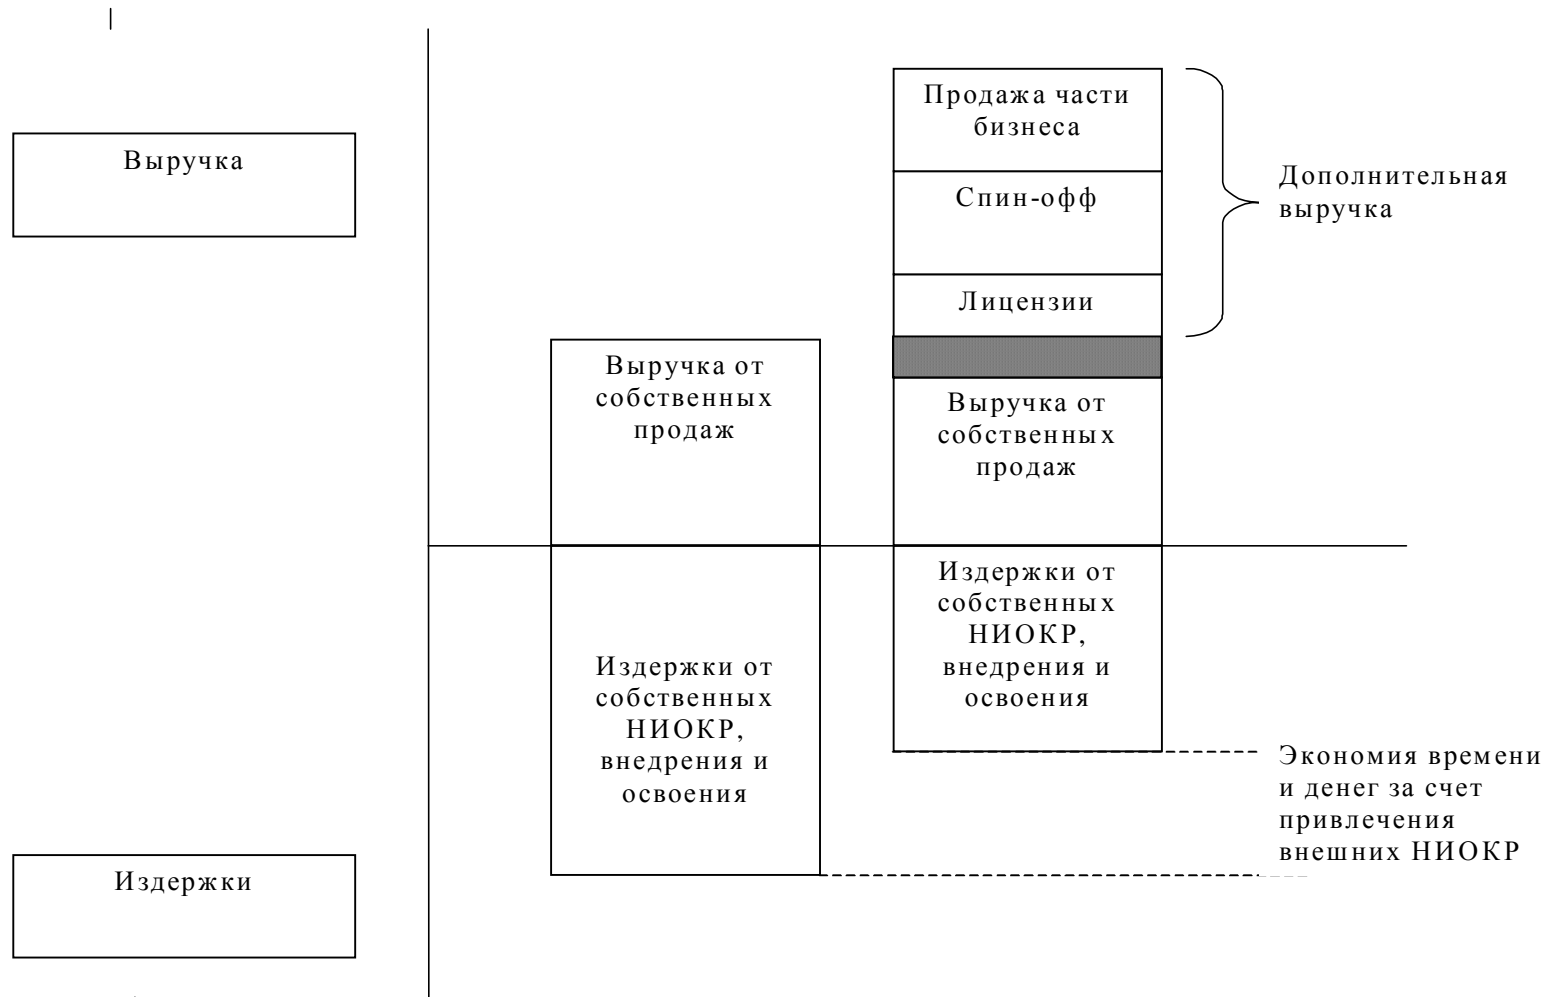 Выручка
Продажа части
бизнеса
Спин-офф
Лицензии
Дополнительная
выручка
Выручка от
собственных
продаж
Выручка от
собственных
продаж
Издержки от
собственных
НИОКР,
внедрения и
освоения
Издержки от
собственных
НИОКР,
внедрения и
освоения
Экономия времени
и денег за счет
привлечения
внешних НИОКР
Издержки